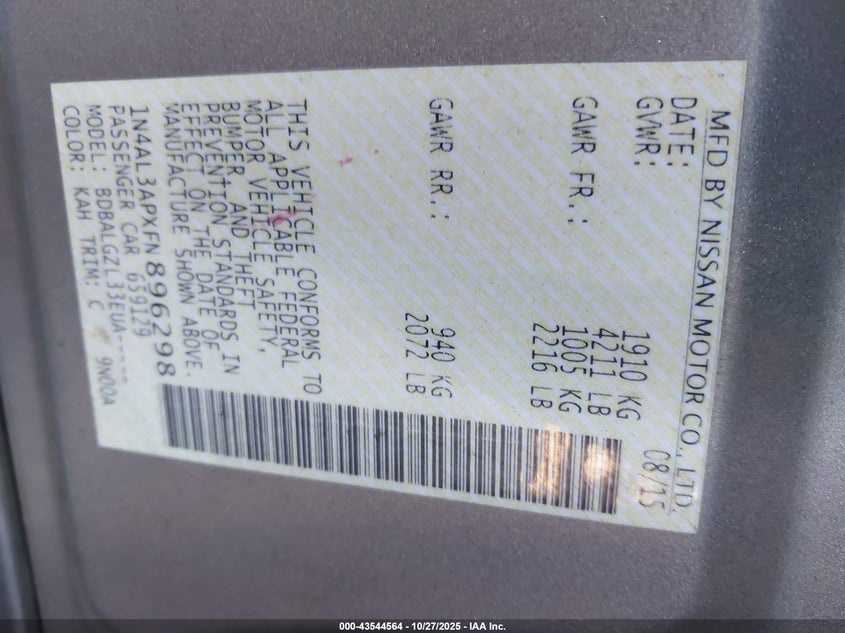 MFD BY NISSAN MOTOR CO., LTD.
DATE: 08/15
GVWR: 1910 KG
4211 LB
GAWR FR.: 1005 KG
2216 LB
GAWR RR.: 940 KG
2072 LB
THIS VEHICLE CONFORMS TO
ALL APPLICABLE FEDERAL
MOTOR VEHICLE SAFETY,
BUMPER AND THEFT
PREVENTION STANDARDS IN
EFFECT ON THE DATE OF
MANUFACTURE SHOWN ABOVE.
1N4AL3APXFN896298
PASSENGER CAR 659129
MODEL: BDBALGZL33EUA-----
COLOR: KAH TRIM: C 9N00A
000-43544564 - 10/27/2025 - IAA Inc.